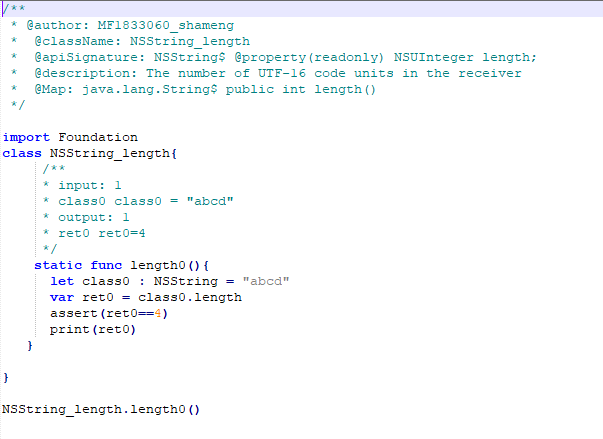 /**
 * @author: MF1833060_shameng
 *  @className: NSString_length
 *  @apiSignature: NSString$ @property(readonly) NSUInteger length;
 *  @description: The number of UTF-16 code units in the receiver
 *  @Map: java.lang.String$ public int length()
 */
import Foundation
class NSString_length{
     /**
     * input: 1
     * class0 class0 = "abcd"
     * output: 1
     * ret0 ret0=4
     */
    static func length0(){
      let class0 : NSString = "abcd"
      var ret0 = class0.length
      assert(ret0==4)
      print(ret0)
   }
}
NSString_length.length0()